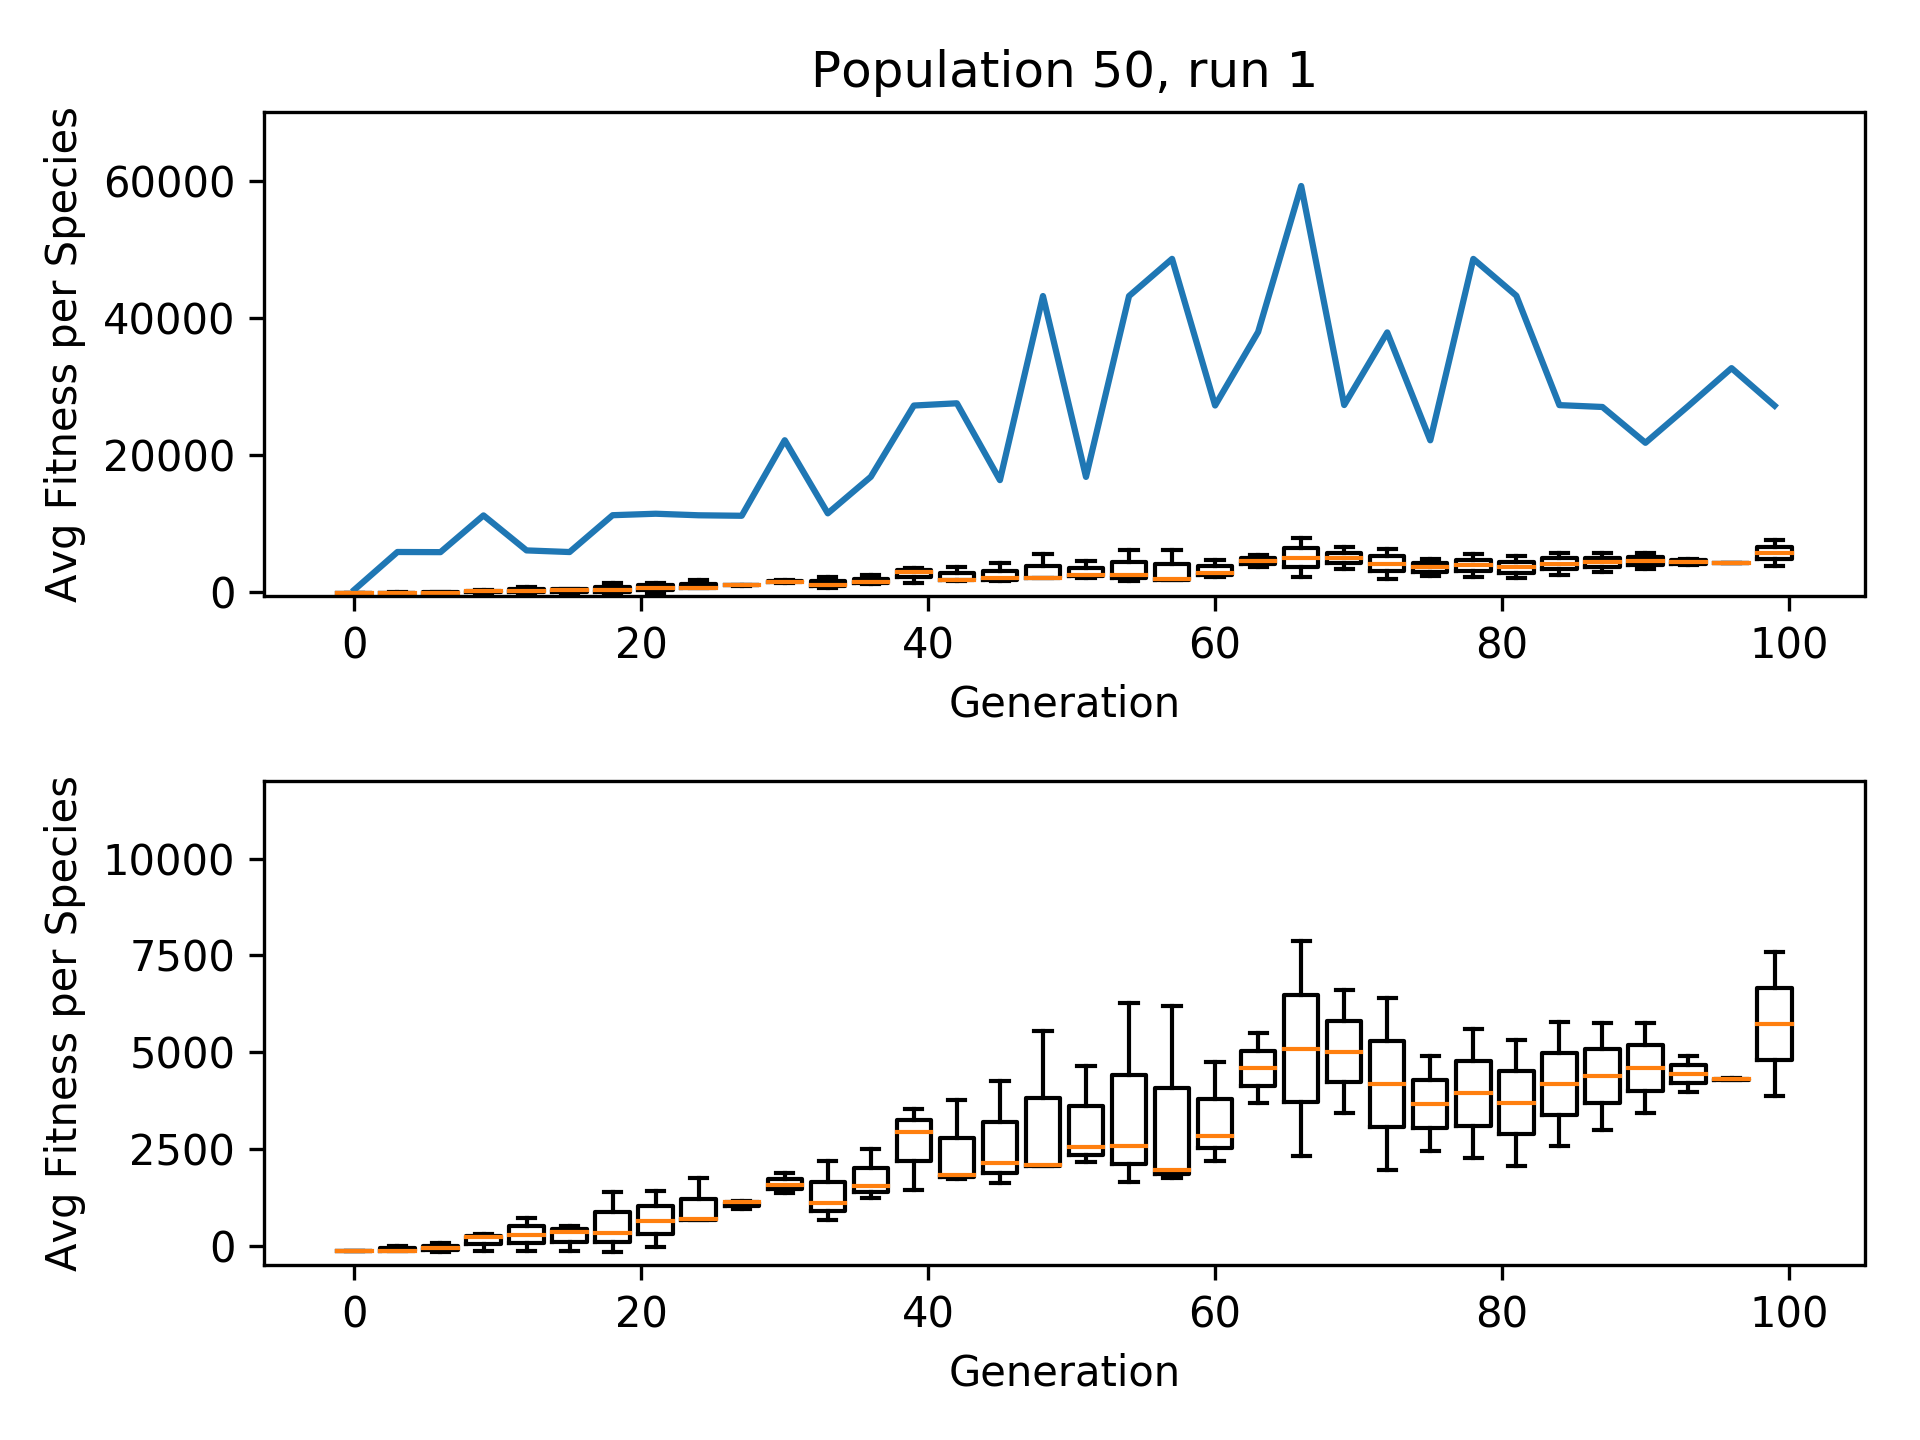 Population 50, run 1
Avg Fitness per Species
60000
40000
20000
0
0 20 40 60 80 100
Generation
Avg Fitness per Species
10000
7500
5000
2500
0
0 20 40 60 80 100
Generation